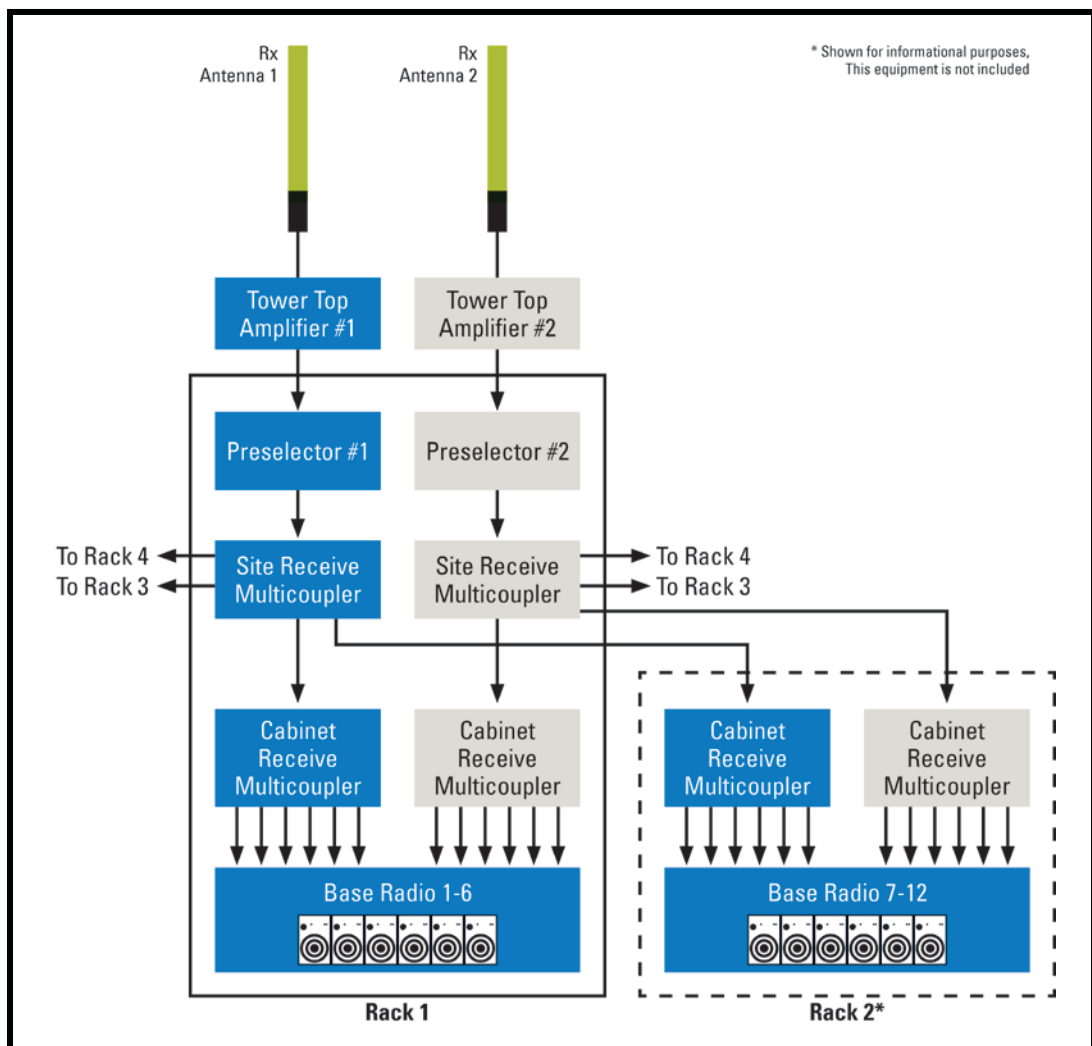 Rx
Antenna 1
Rx
Antenna 2
* Shown for informational purposes,
This equipment is not included
Tower Top
Amplifier #1
Tower Top
Amplifier #2
Preselector #1
Preselector #2
To Rack 4
To Rack 3
Site Receive
Multicoupler
Site Receive
Multicoupler
To Rack 4
To Rack 3
Cabinet
Receive
Multicoupler
Cabinet
Receive
Multicoupler
Cabinet
Receive
Multicoupler
Cabinet
Receive
Multicoupler
Base Radio 1-6
Base Radio 7-12
Rack 1
Rack 2*